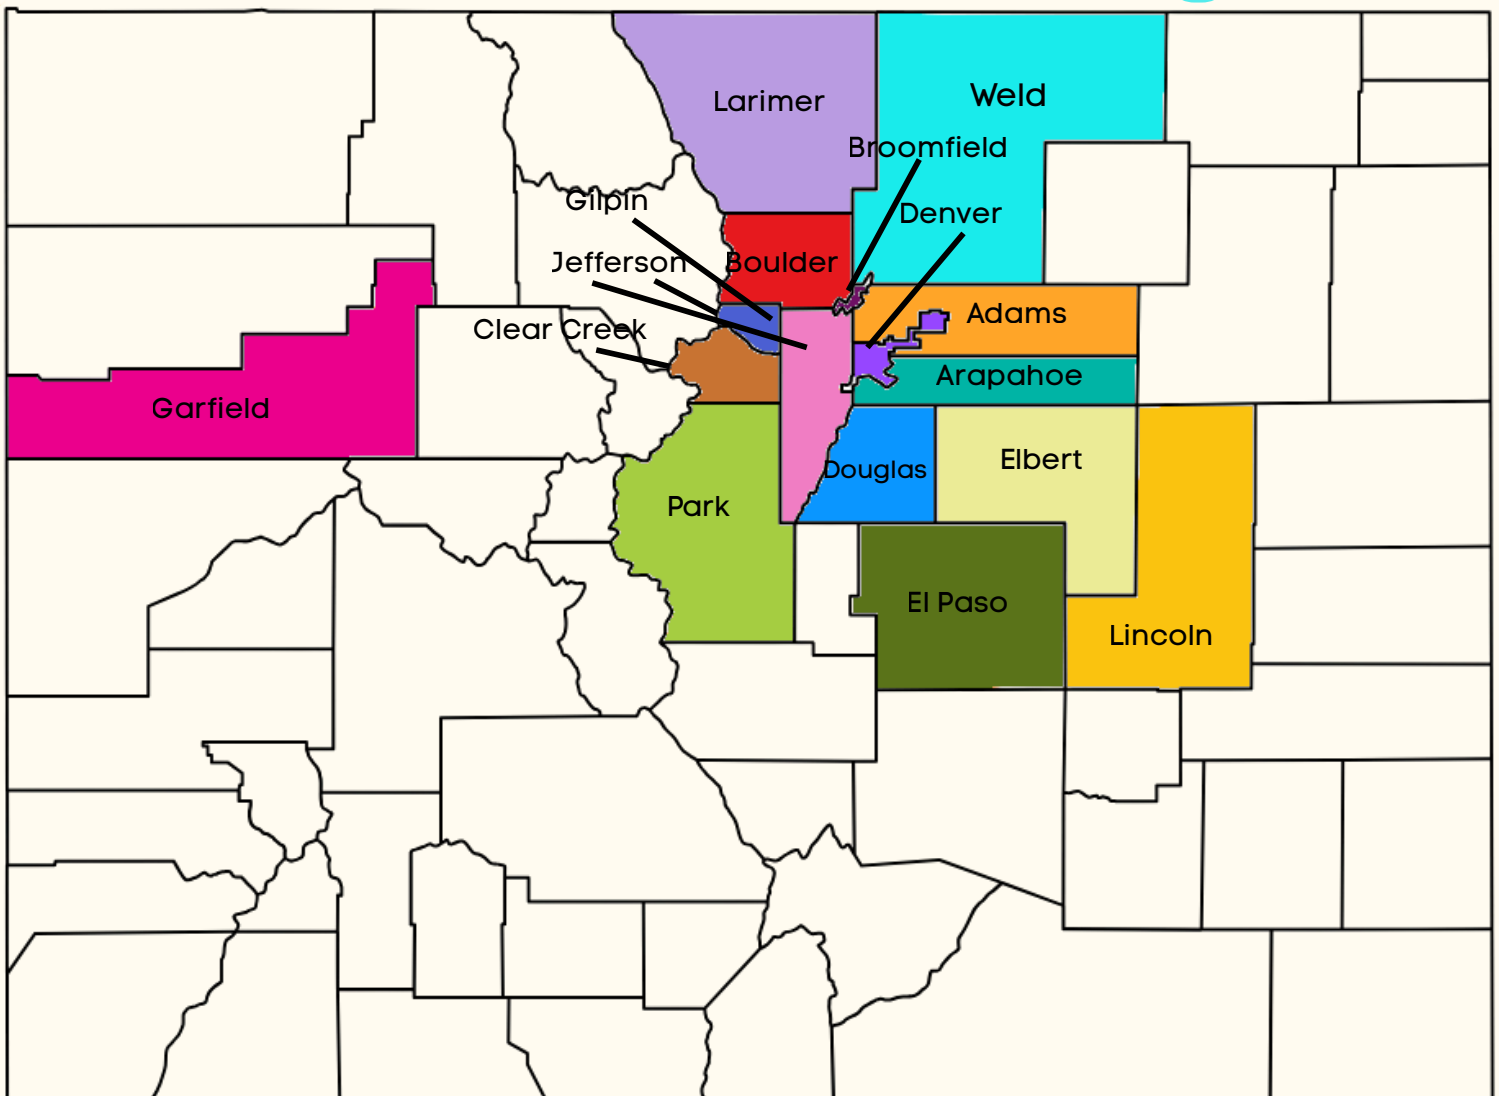 Larimer
Weld
Broomfield
Gilpin
Denver
Jefferson
Boulder
Adams
Clear Creek
Arapahoe
Garfield
Elbert
Douglas
Park
El Paso
Lincoln